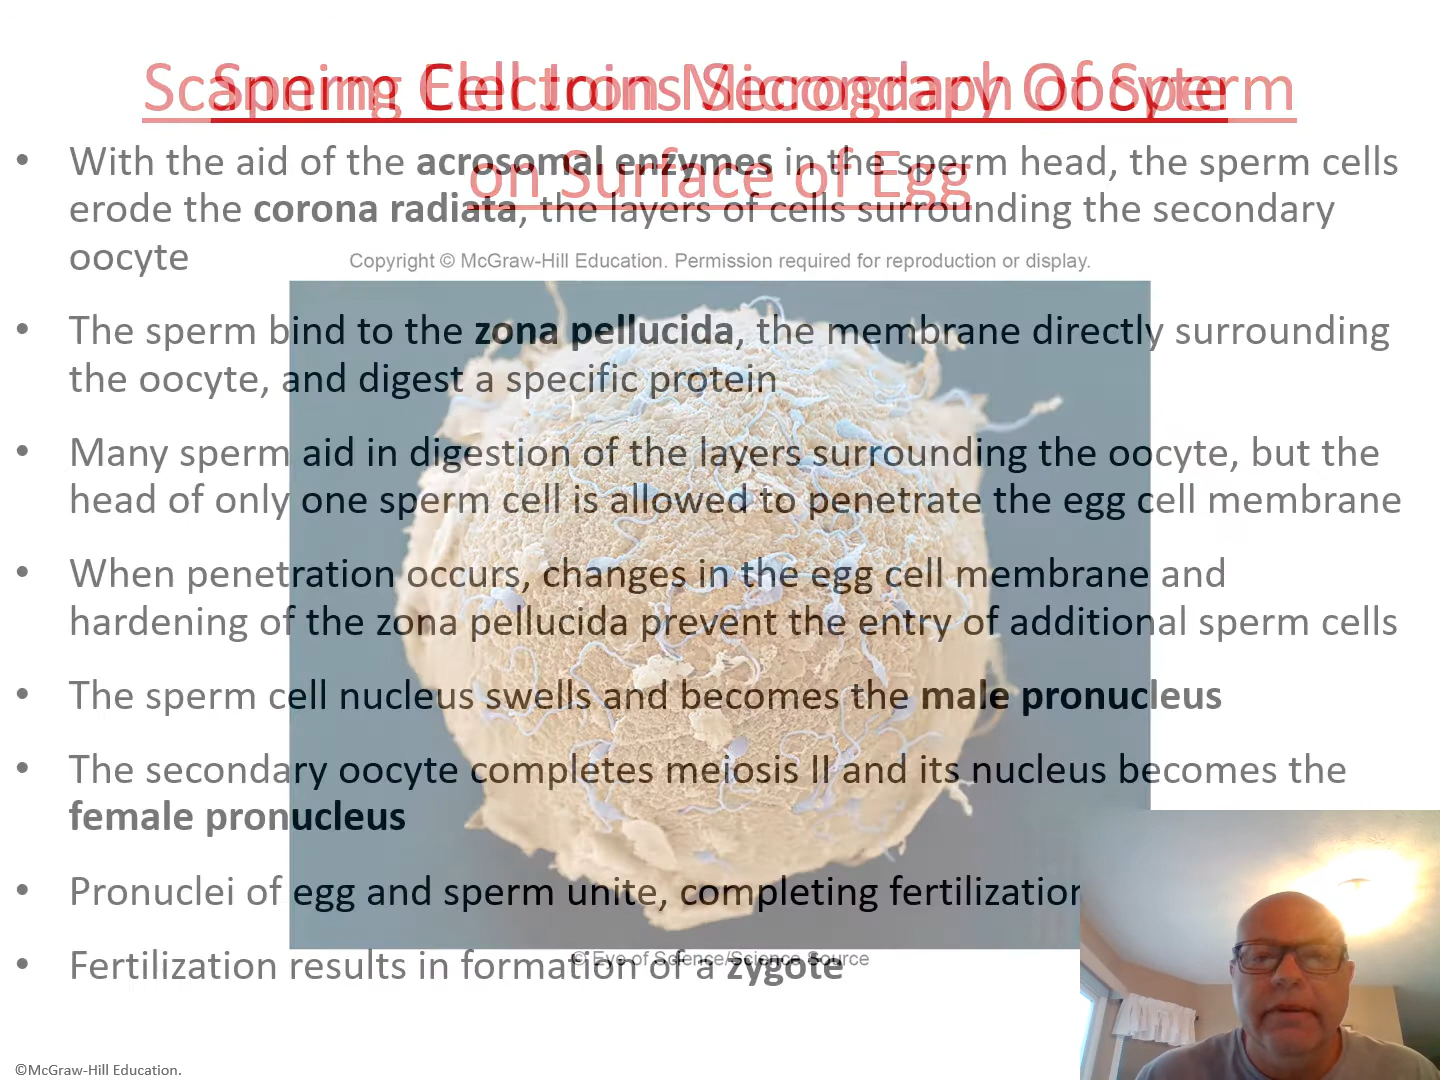 Scanning Electron Micrograph Of Sperm
on Surface of Egg
Sperm Cell Joins Secondary Oocyte
• With the aid of the acrosomal enzymes in the sperm head, the sperm cells
erode the corona radiata, the layers of cells surrounding the secondary
oocyte
Copyright © McGraw-Hill Education. Permission required for reproduction or display.
• The sperm bind to the zona pellucida, the membrane directly surrounding
the oocyte, and digest a specific protein
• Many sperm aid in digestion of the layers surrounding the oocyte, but the
head of only one sperm cell is allowed to penetrate the egg cell membrane
• When penetration occurs, changes in the egg cell membrane and
hardening of the zona pellucida prevent the entry of additional sperm cells
• The sperm cell nucleus swells and becomes the male pronucleus
• The secondary oocyte completes meiosis II and its nucleus becomes the
female pronucleus
• Pronuclei of egg and sperm unite, completing fertilization
• Fertilization results in formation of a zygote
© Eye of Science/Science Source
©McGraw-Hill Education.